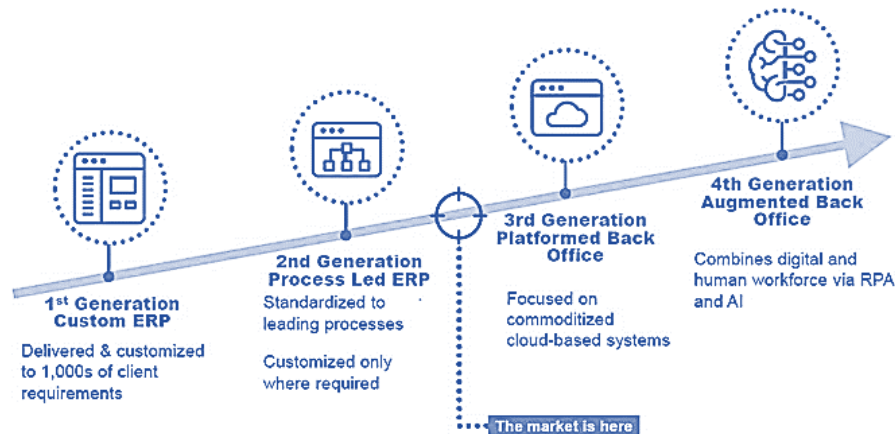 1st Generation
Custom ERP
Delivered & customized
to 1,000s of client
requirements
2nd Generation
Process Led ERP
Standardized to
leading processes
Customized only
where required
3rd Generation
Platformed Back
Office
Focused on
commoditized
cloud-based systems
4th Generation
Augmented Back
Office
Combines digital and
human workforce via RPA
and AI
The market is here